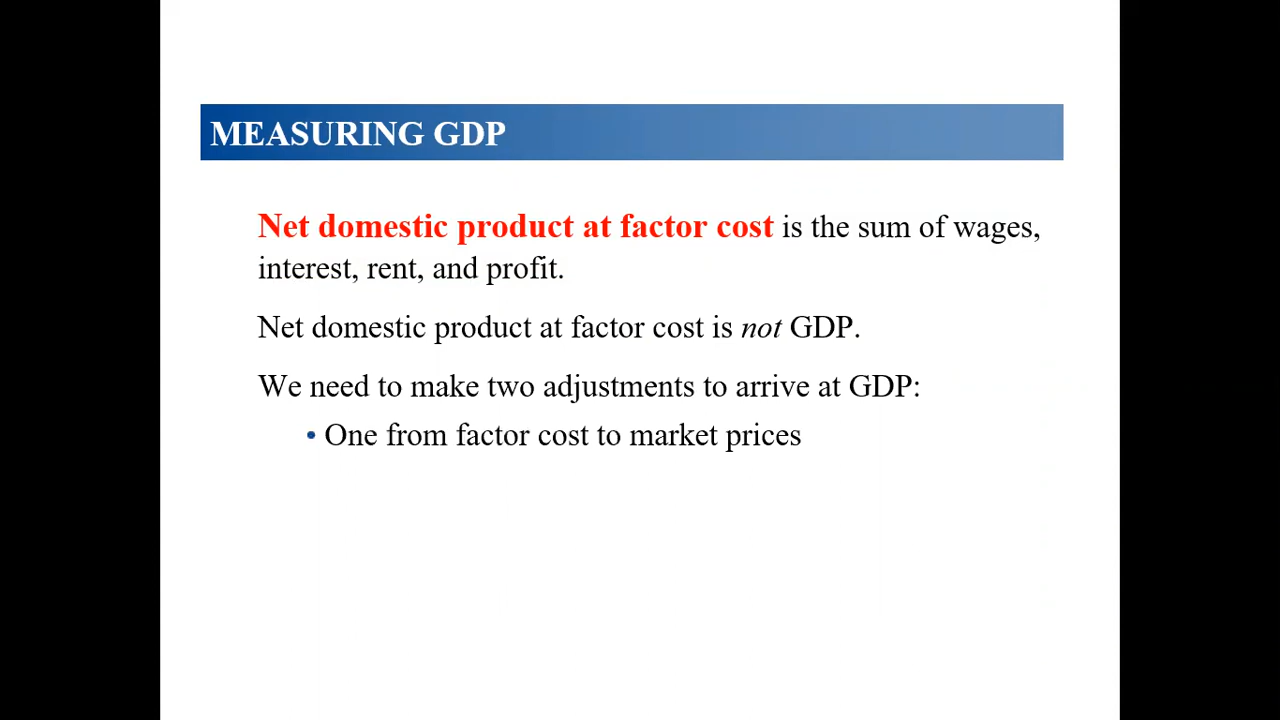 MEASURING GDP
Net domestic product at factor cost is the sum of wages,
interest, rent, and profit.
Net domestic product at factor cost is not GDP.
We need to make two adjustments to arrive at GDP:
• One from factor cost to market prices